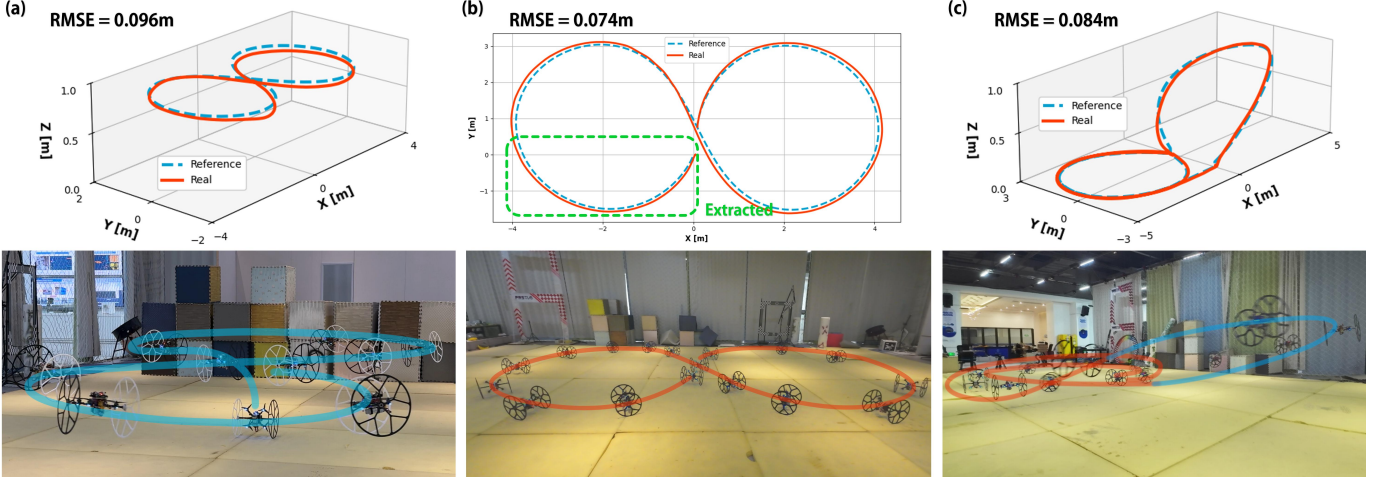 (a)
RMSE = 0.096m
1.0
0.5
0.0
Z [m]
2
0
−2
Y [m]
−4
0
4
X [m]
Reference
Real
(b)
RMSE = 0.074m
Reference
Real
3
2
1
0
−1
Y [m]
−4
−2
0
2
4
X [m]
Extracted
(c)
RMSE = 0.084m
Reference
Real
1.0
0.5
0.0
Z [m]
3
0
−3
Y [m]
−5
0
5
X [m]